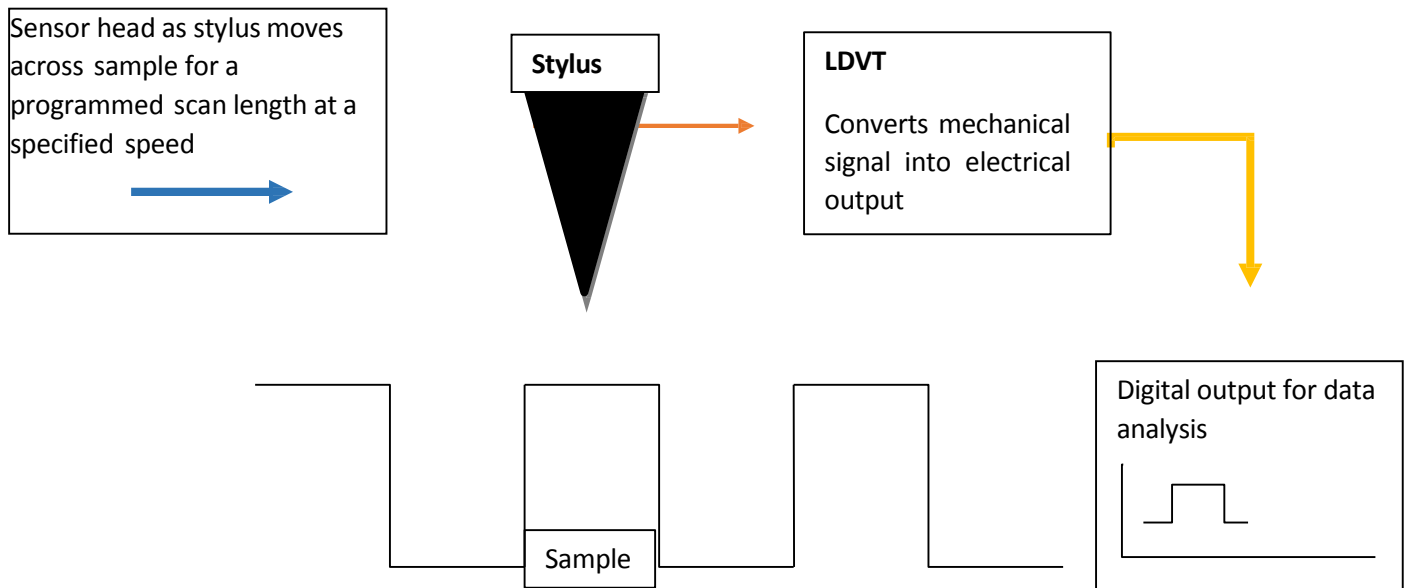 Sensor head as stylus moves
across sample for a
programmed scan length at a
specified speed
Stylus
LDVT
Converts mechanical
signal into electrical
output
Digital output for data
analysis
Sample